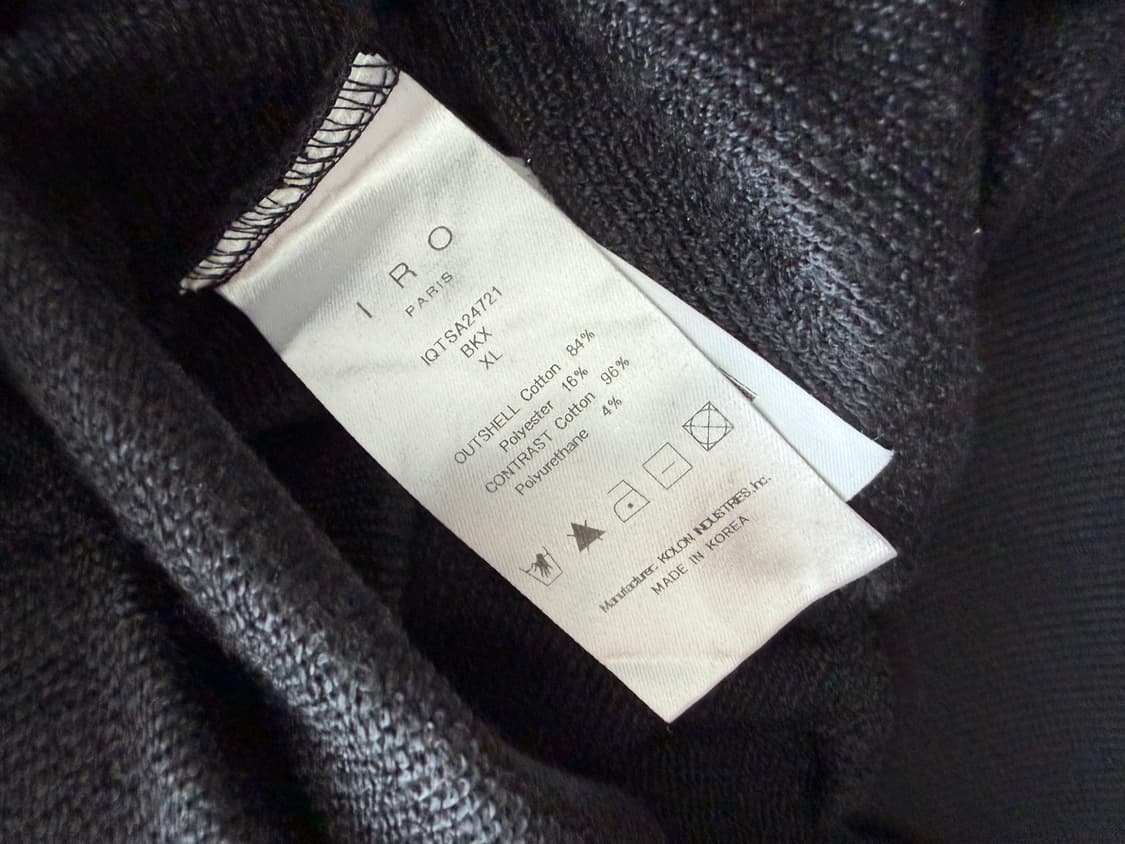 IRO
PARIS
IQTSA24721
BKX
XL
OUTSHELL Cotton 84%
Polyester 16%
CONTRAST Cotton 96%
Polyurethane 4%
Manufacturer. KOLON INDUSTRIES,Inc.
MADE IN KOREA